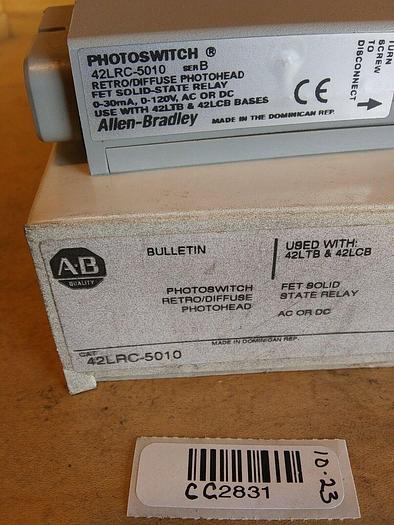 PHOTOSWITCH ®
42LRC-5010 SER B
RETRO/DIFFUSE PHOTOHEAD
FET SOLID-STATE RELAY
0-30mA, 0-120V, AC OR DC
USE WITH 42LTB & 42LCB BASES
Allen-Bradley
MADE IN THE DOMINICAN REP.
CE
TURN
SCREW
TO
DISCONNECT
A·B
QUALITY
BULLETIN
USED WITH:
42LTB & 42LCB
PHOTOSWITCH
RETRO/DIFFUSE
PHOTOHEAD
FET SOLID
STATE RELAY
AC OR DC
MADE IN DOMINICAN REP.
CAT
42LRC-5010
CC2831
10-23